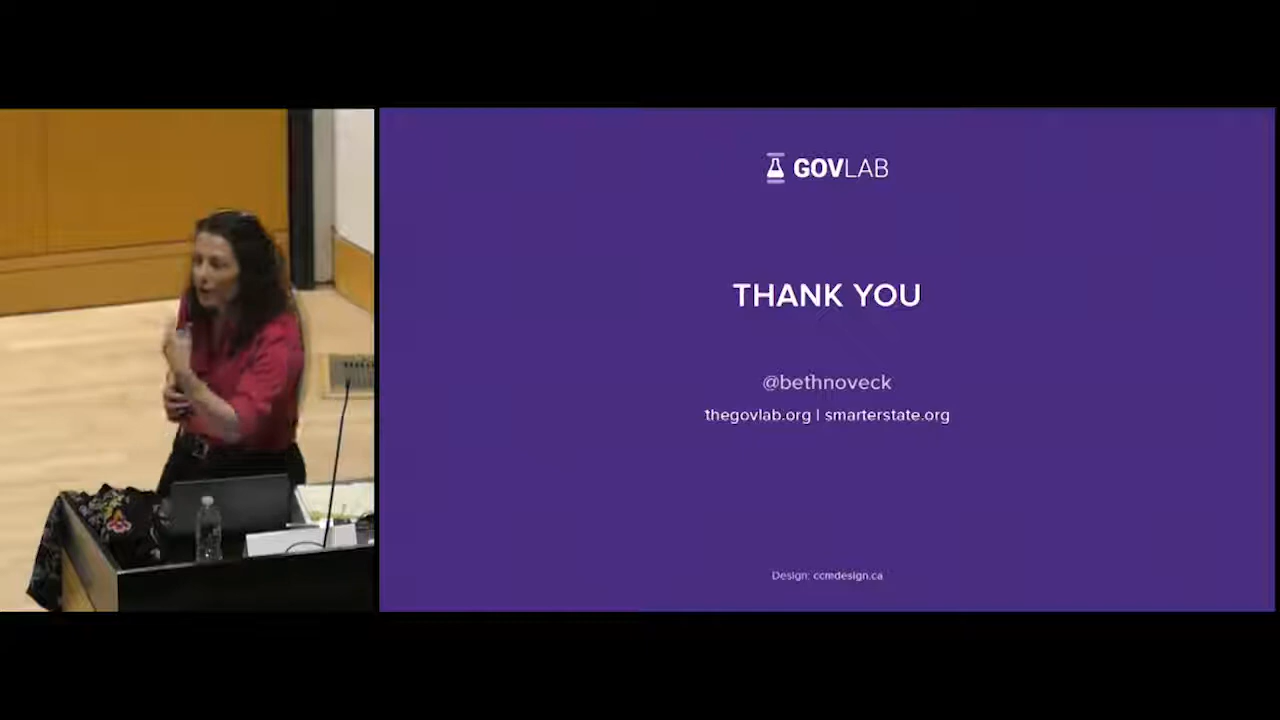 GOVLAB
THANK YOU
@bethnoveck
thegovlab.org | smarterstate.org
Design: ccmdesign.ca